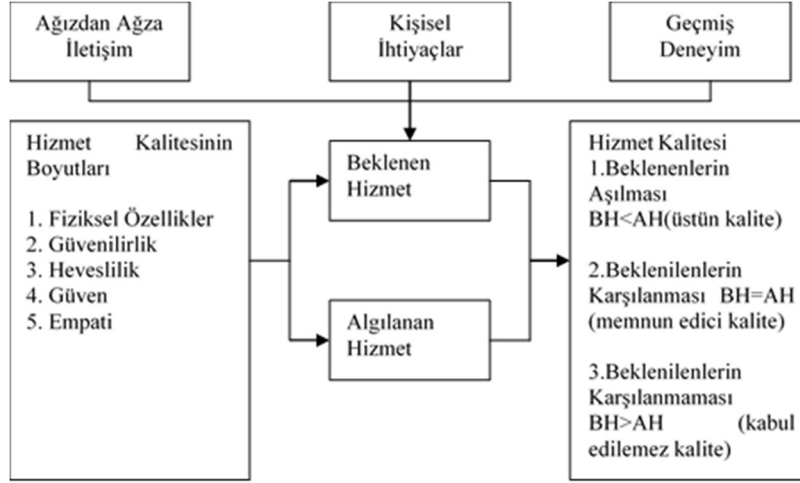 Ağızdan Ağza
İletişim
Kişisel
İhtiyaçlar
Geçmiş
Deneyim
Hizmet Kalitesinin
Boyutları
1. Fiziksel Özellikler
2. Güvenilirlik
3. Heveslilik
4. Güven
5. Empati
Beklenen
Hizmet
Algılanan
Hizmet
Hizmet Kalitesi
1.Beklenenlerin
Aşılması
BH<AH(üstün kalite)
2.Beklenilenlerin
Karşılanması BH=AH
(memnun edici kalite)
3.Beklenilenlerin
Karşılanmaması
BH>AH (kabul
edilemez kalite)